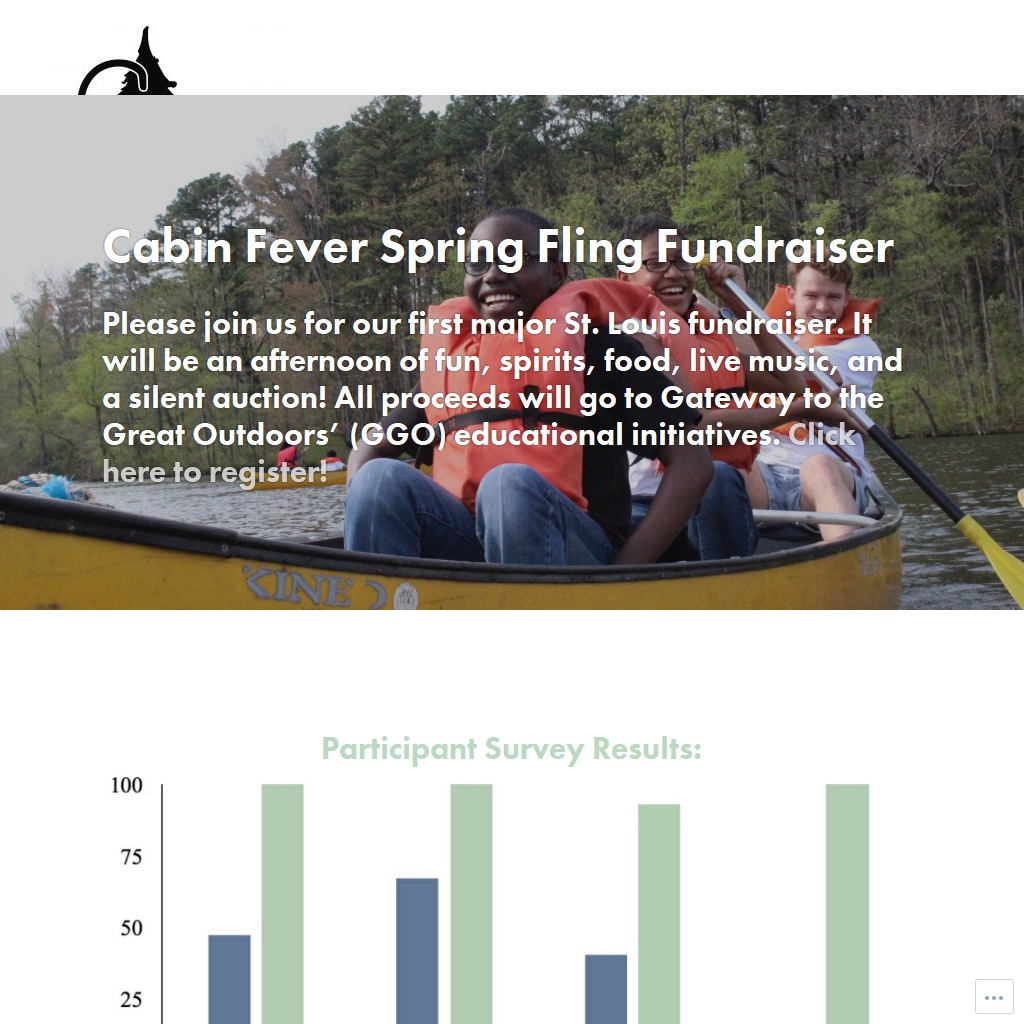 Cabin Fever Spring Fling Fundraiser
Please join us for our first major St. Louis fundraiser. It
will be an afternoon of fun, spirits, food, live music, and
a silent auction! All proceeds will go to Gateway to the
Great Outdoors’ (GGO) educational initiatives. Click
here to register!
Participant Survey Results:
100
75
50
25